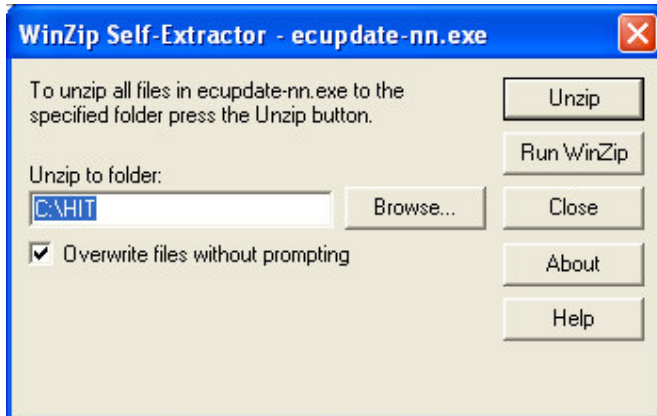 WinZip Self-Extractor - ecupdate-nn.exe
To unzip all files in ecupdate-nn.exe to the
specified folder press the Unzip button.
Unzip to folder:
C:\HIT
Browse...
Overwrite files without prompting
Unzip
Run WinZip
Close
About
Help